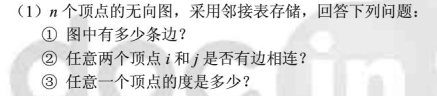 （1）n 个顶点的无向图，采用邻接表存储，回答下列问题：
① 图中有多少条边？
② 任意两个顶点 i 和 j 是否有边相连？
③ 任意一个顶点的度是多少？